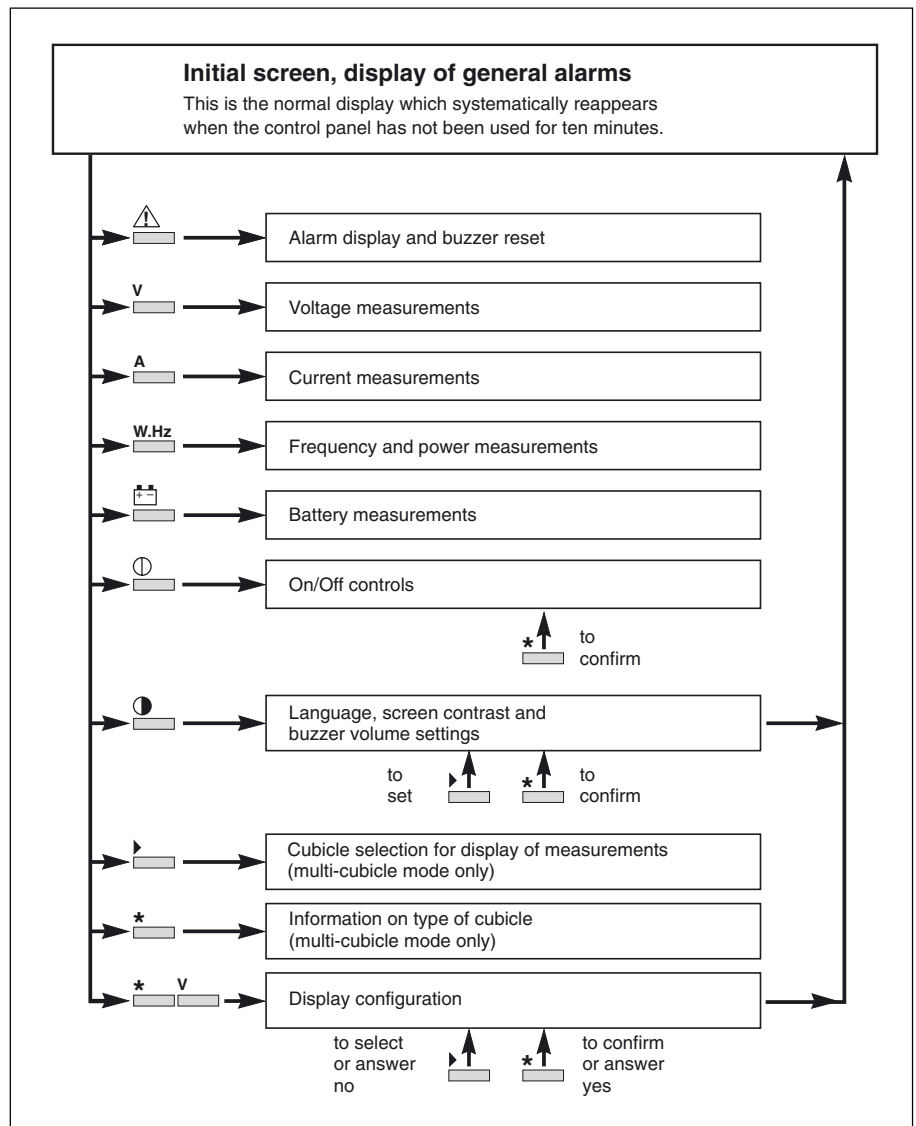 Initial screen, display of general alarms
This is the normal display which systematically reappears
when the control panel has not been used for ten minutes.
Alarm display and buzzer reset
V
Voltage measurements
A
Current measurements
W.Hz
Frequency and power measurements
+ −
Battery measurements
On/Off controls
*
to
confirm
Language, screen contrast and
buzzer volume settings
to
set
*
to
confirm
Cubicle selection for display of measurements
(multi-cubicle mode only)
*
Information on type of cubicle
(multi-cubicle mode only)
* V
Display configuration
to select
or answer
no
*
to confirm
or answer
yes